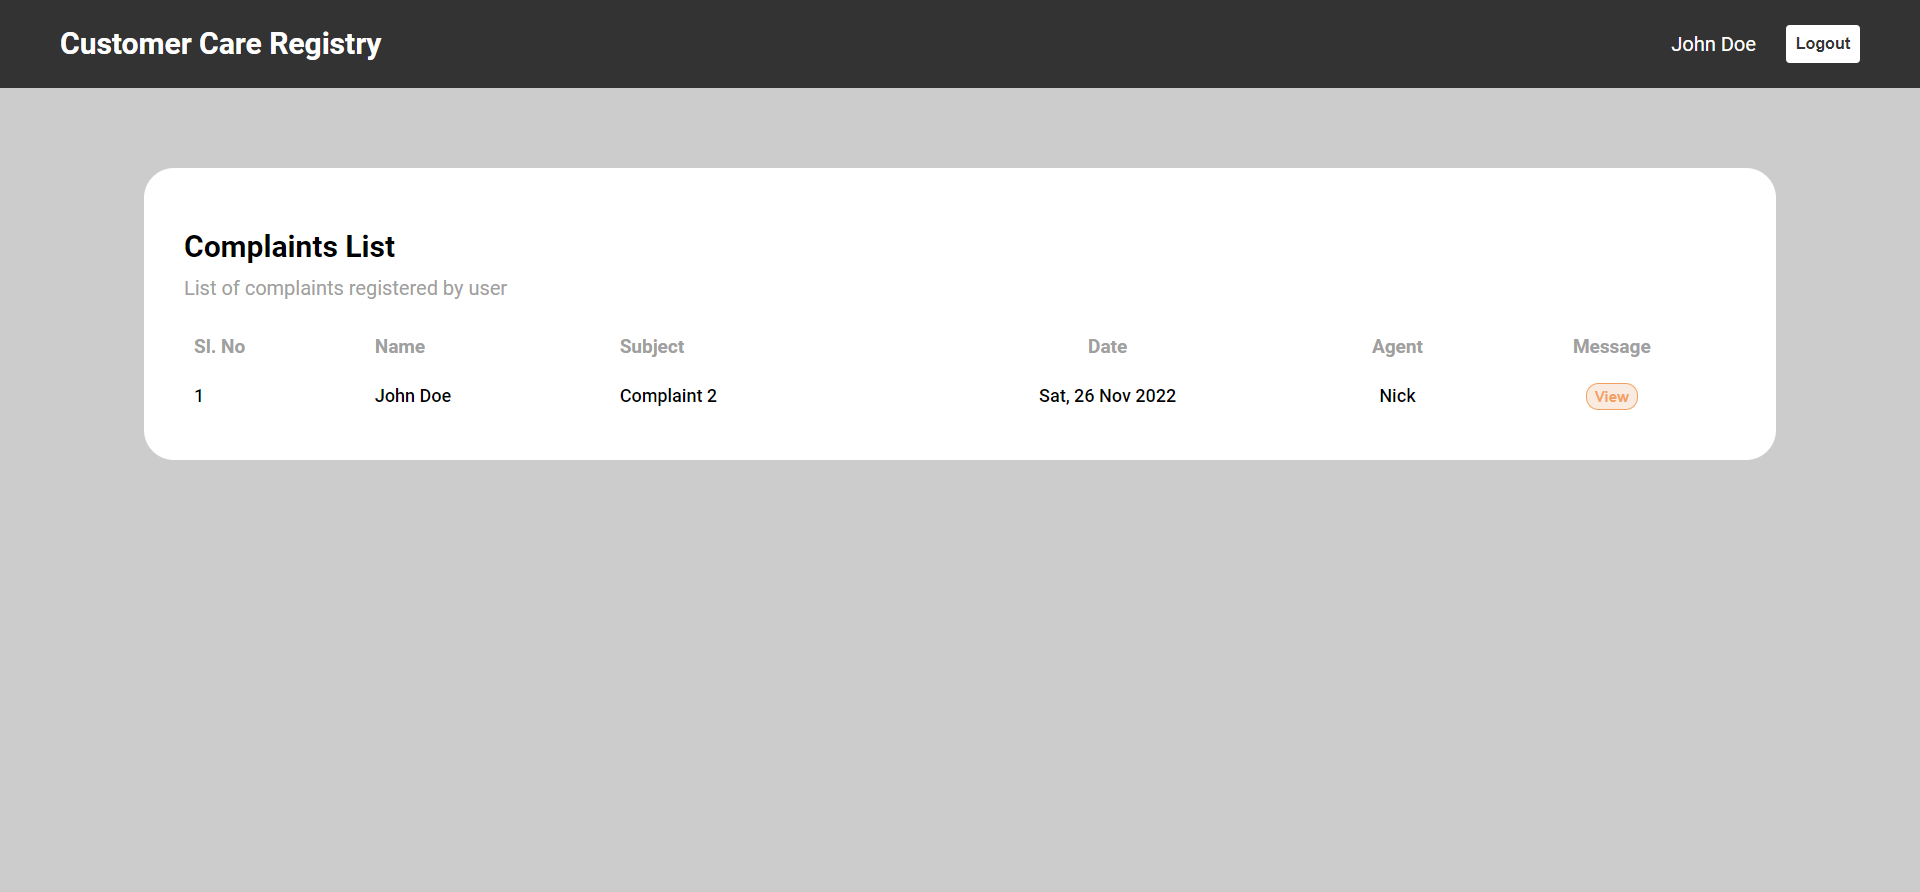 Customer Care Registry John Doe Logout
Complaints List
List of complaints registered by user
Sl. No Name Subject Date Agent Message
1 John Doe Complaint 2 Sat, 26 Nov 2022 Nick View